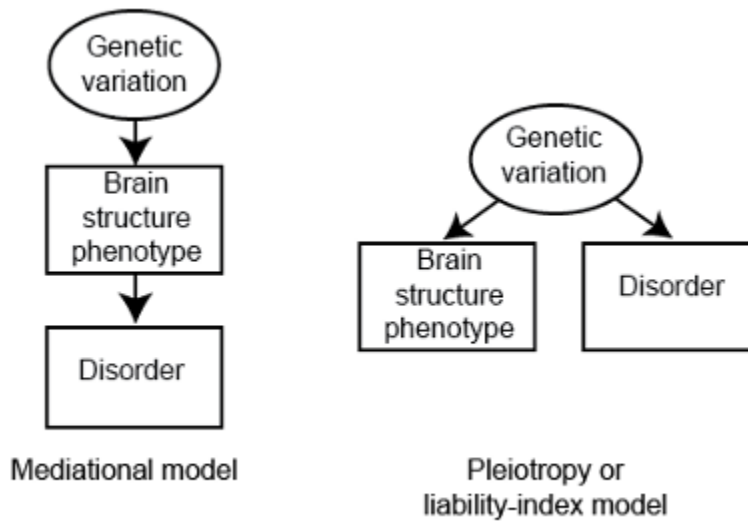 Genetic
variation
Brain
structure
phenotype
Disorder
Mediational model
Genetic
variation
Brain
structure
phenotype
Disorder
Pleiotropy or
liability-index model